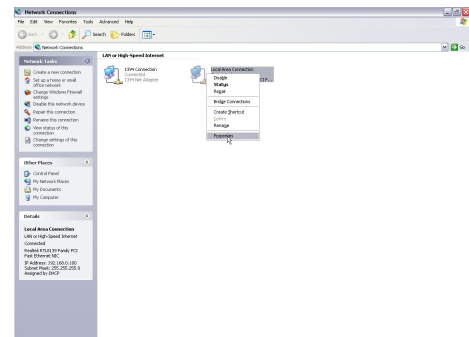 Network Connections
File Edit View Favorites Tools Advanced Help
Back Search Folders
Address Network Connections Go
LAN or High-Speed Internet
Network Tasks
Create a new connection
Set up a home or small
office network
Change Windows Firewall
settings
Disable this network device
Repair this connection
Rename this connection
View status of this
connection
Change settings of this
connection
Other Places
Control Panel
My Network Places
My Documents
My Computer
Details
Local Area Connection
LAN or High-Speed Internet
Connected
Realtek RTL8139 Family PCI
Fast Ethernet NIC
IP Address: 192.168.0.100
Subnet Mask: 255.255.255.0
Assigned by DHCP
1394 Connection
Connected
1394 Net Adapter
Local Area Connection
Disable
Status
Repair
Bridge Connections
Create Shortcut
Delete
Rename
Properties